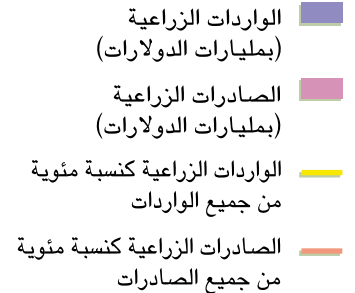 الواردات الزراعية
(بمليارات الدولارات)
الصادرات الزراعية
(بمليارات الدولارات)
الواردات الزراعية كنسبة مئوية
من جميع الواردات
الصادرات الزراعية كنسبة مئوية
من جميع الصادرات